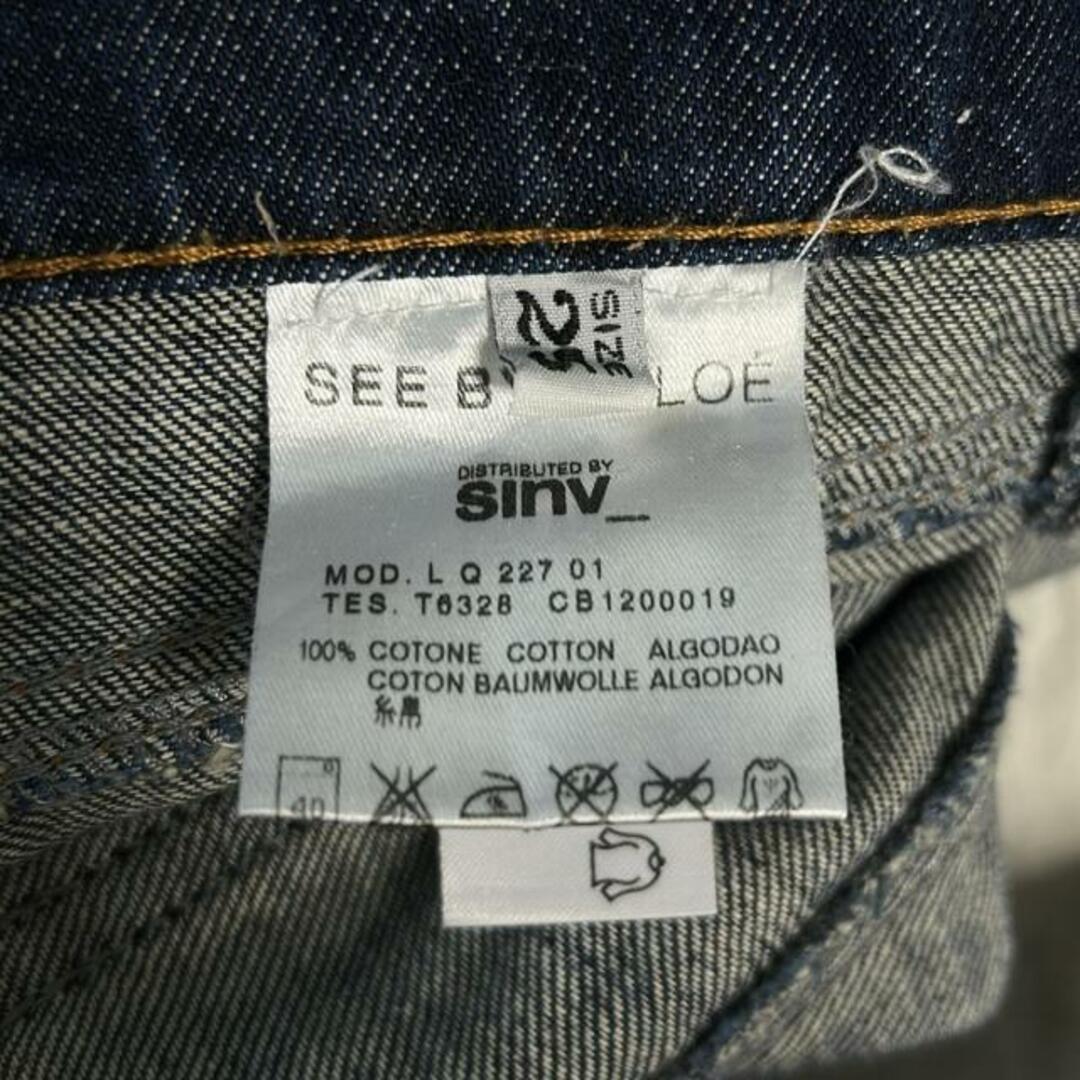 SIZE
25
SEE B LOÉ
DISTRIBUTED BY
sinv_
MOD. L Q 227 01
TES. T6328 CB1200019
100% COTONE COTTON ALGODAO
COTON BAUMWOLLE ALGODON
40